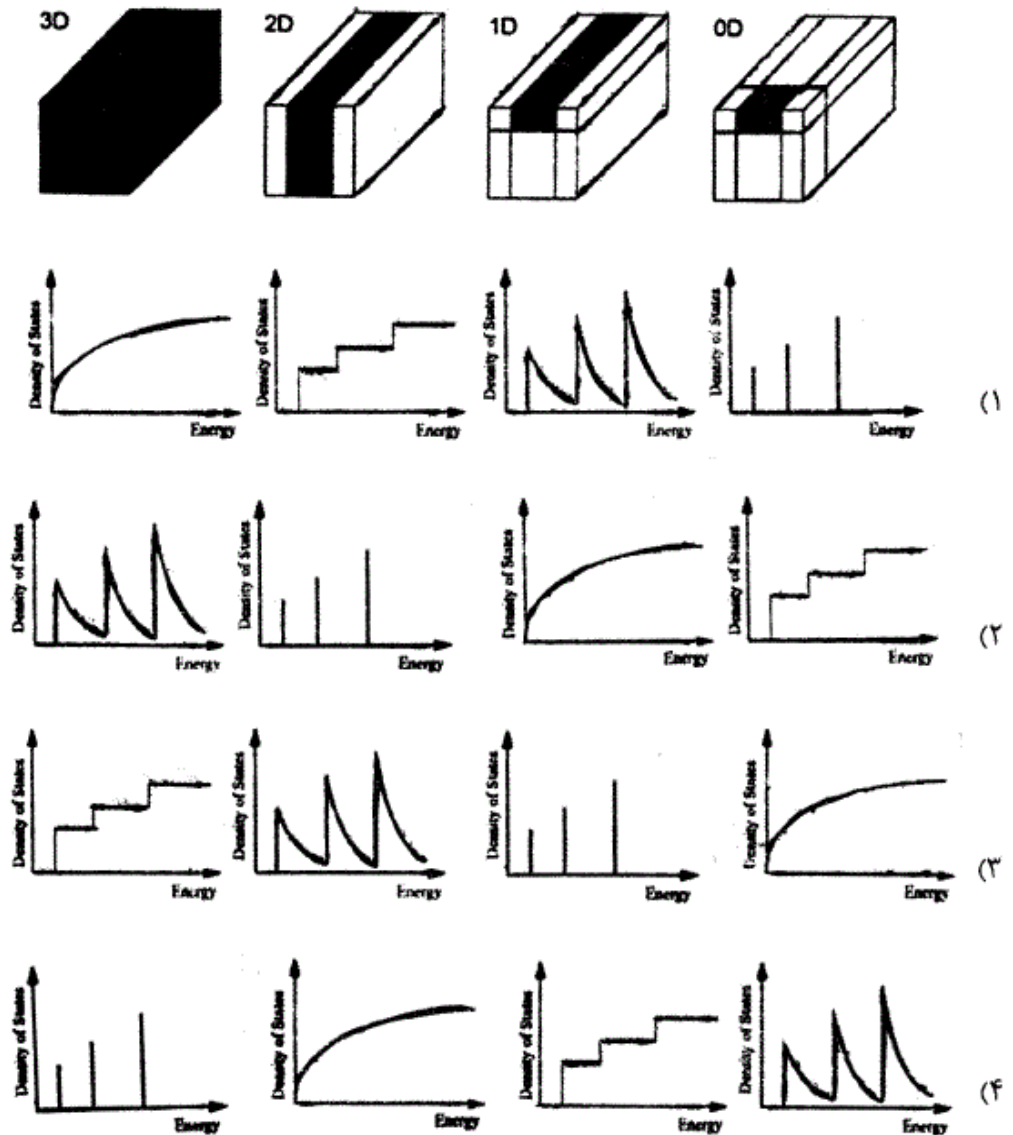 3D 2D 1D 0D
Density of States Density of States Density of States Density of States
Energy Energy Energy Energy
۱)
Density of States Density of States Density of States Density of States
Energy Energy Energy Energy
۲)
Density of States Density of States Density of States Density of States
Energy Energy Energy Energy
۳)
Density of States Density of States Density of States Density of States
Energy Energy Energy Energy
۴)